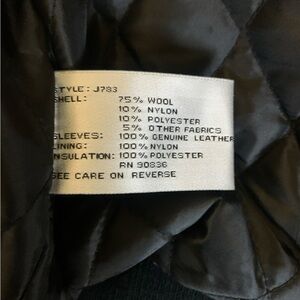 STYLE: J783
SHELL: 75% WOOL
10% NYLON
10% POLYESTER
5% OTHER FABRICS
SLEEVES: 100% GENUINE LEATHER
LINING: 100% NYLON
INSULATION: 100% POLYESTER
RN 90836
SEE CARE ON REVERSE